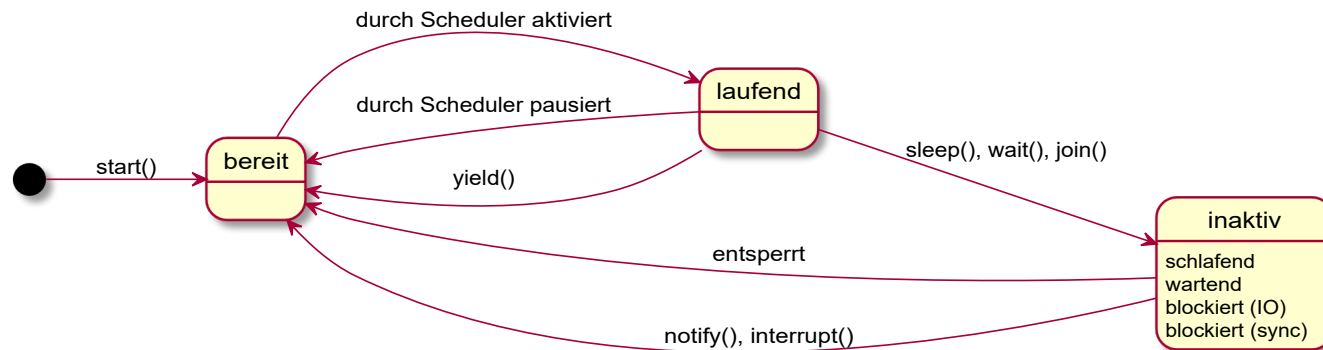 durch Scheduler aktiviert
laufend
durch Scheduler pausiert
bereit
start()
yield()
sleep(), wait(), join()
inaktiv
entsperrt
schlafend
wartend
blockiert (IO)
blockiert (sync)
notify(), interrupt()